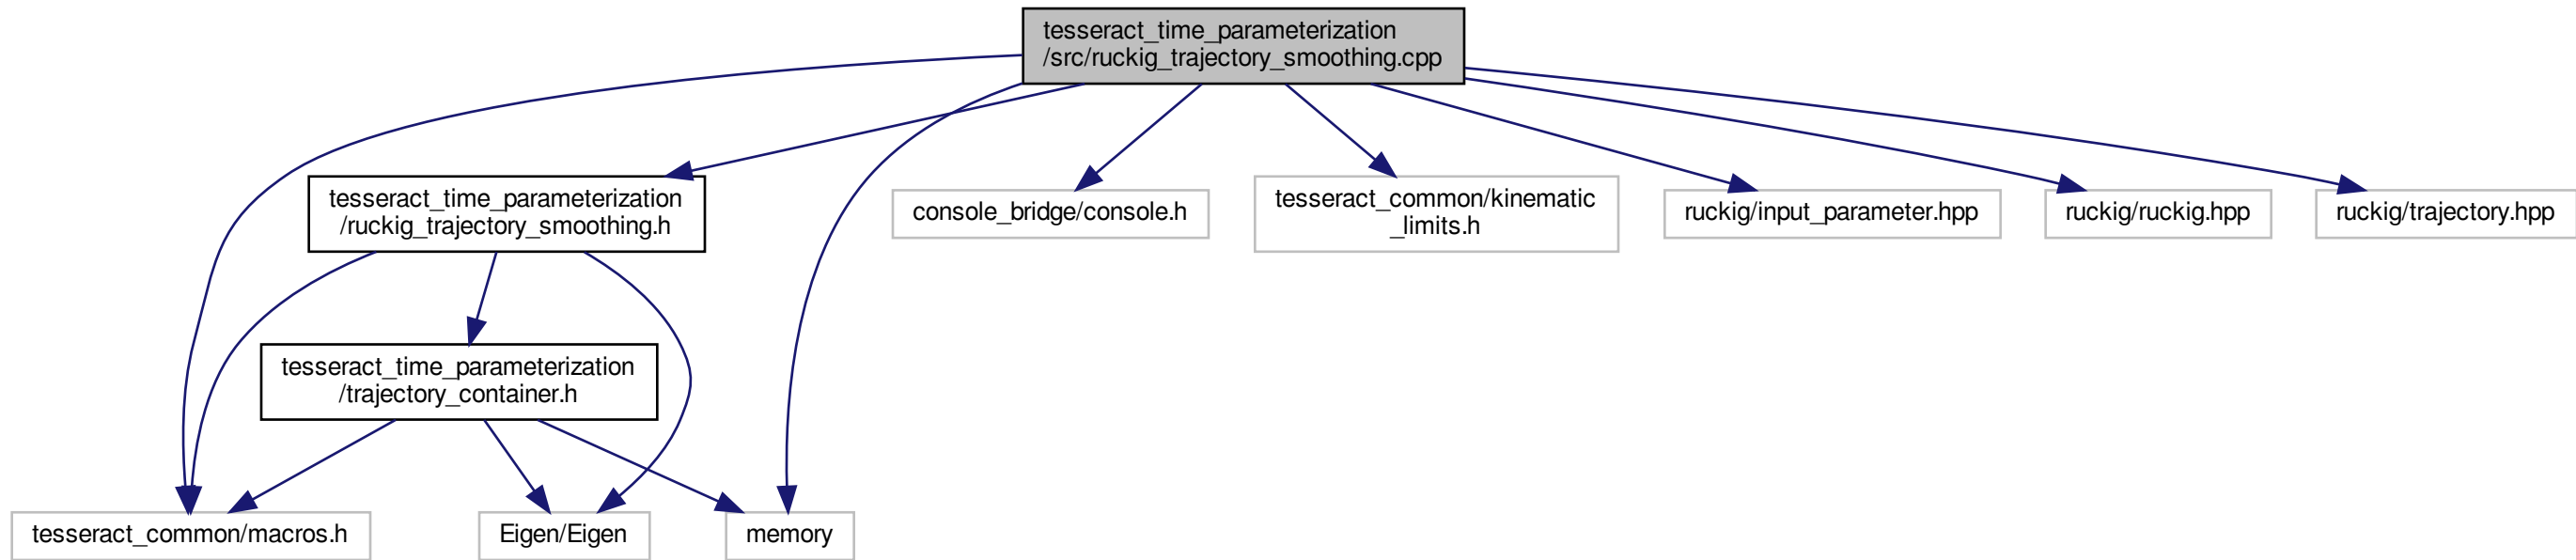 tesseract_time_parameterization
/src/ruckig_trajectory_smoothing.cpp
tesseract_time_parameterization
/ruckig_trajectory_smoothing.h
console_bridge/console.h
tesseract_common/kinematic
_limits.h
ruckig/input_parameter.hpp
ruckig/ruckig.hpp
ruckig/trajectory.hpp
tesseract_time_parameterization
/trajectory_container.h
tesseract_common/macros.h
Eigen/Eigen
memory